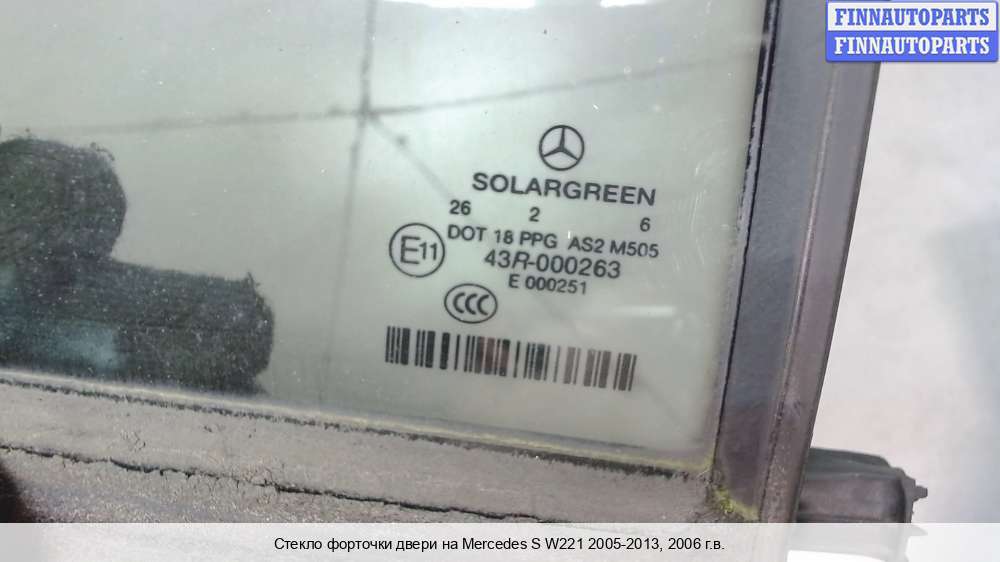 FINNAUTOPARTS
FINNAUTOPARTS
SOLARGREEN
26 2 6
DOT 18 PPG AS2 M505
E11
43R-000263
E 000251
CCC
Стекло форточки двери на Mercedes S W221 2005-2013, 2006 г.в.